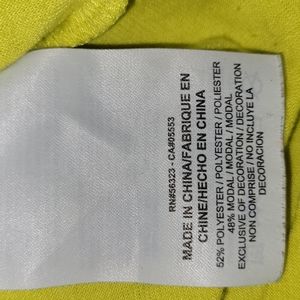 RN#56323 - CA#05553
MADE IN CHINA/FABRIQUE EN
CHINE/HECHO EN CHINA
52% POLYESTER / POLYESTER / POLIESTER
48% MODAL / MODAL / MODAL
EXCLUSIVE OF DECORATION / DECORATION
NON COMPRISE / NO INCLUYE LA
DECORACION